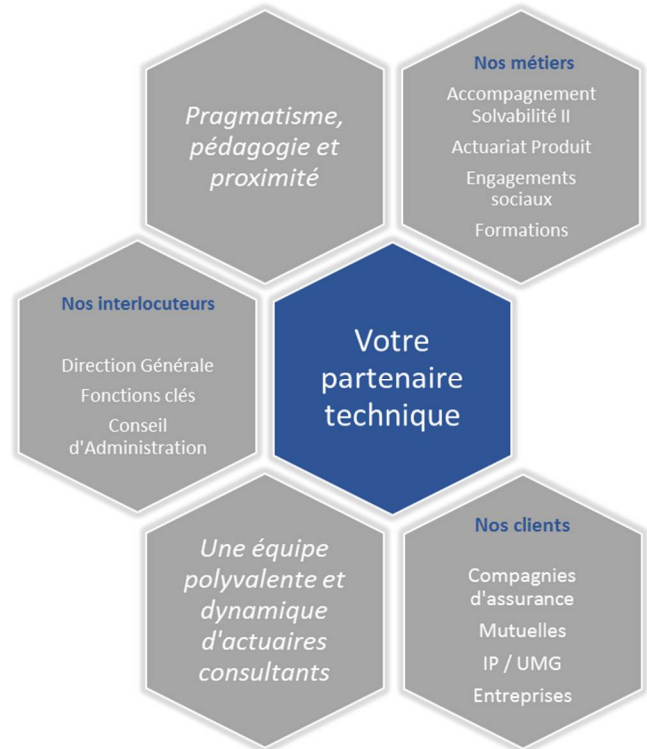 Pragmatisme,
pédagogie et
proximité
Nos métiers
Accompagnement
Solvabilité II
Actuariat Produit
Engagements
sociaux
Formations
Nos interlocuteurs
Direction Générale
Fonctions clés
Conseil
d'Administration
Votre
partenaire
technique
Une équipe
polyvalente et
dynamique
d'actuaires
consultants
Nos clients
Compagnies
d'assurance
Mutuelles
IP / UMG
Entreprises